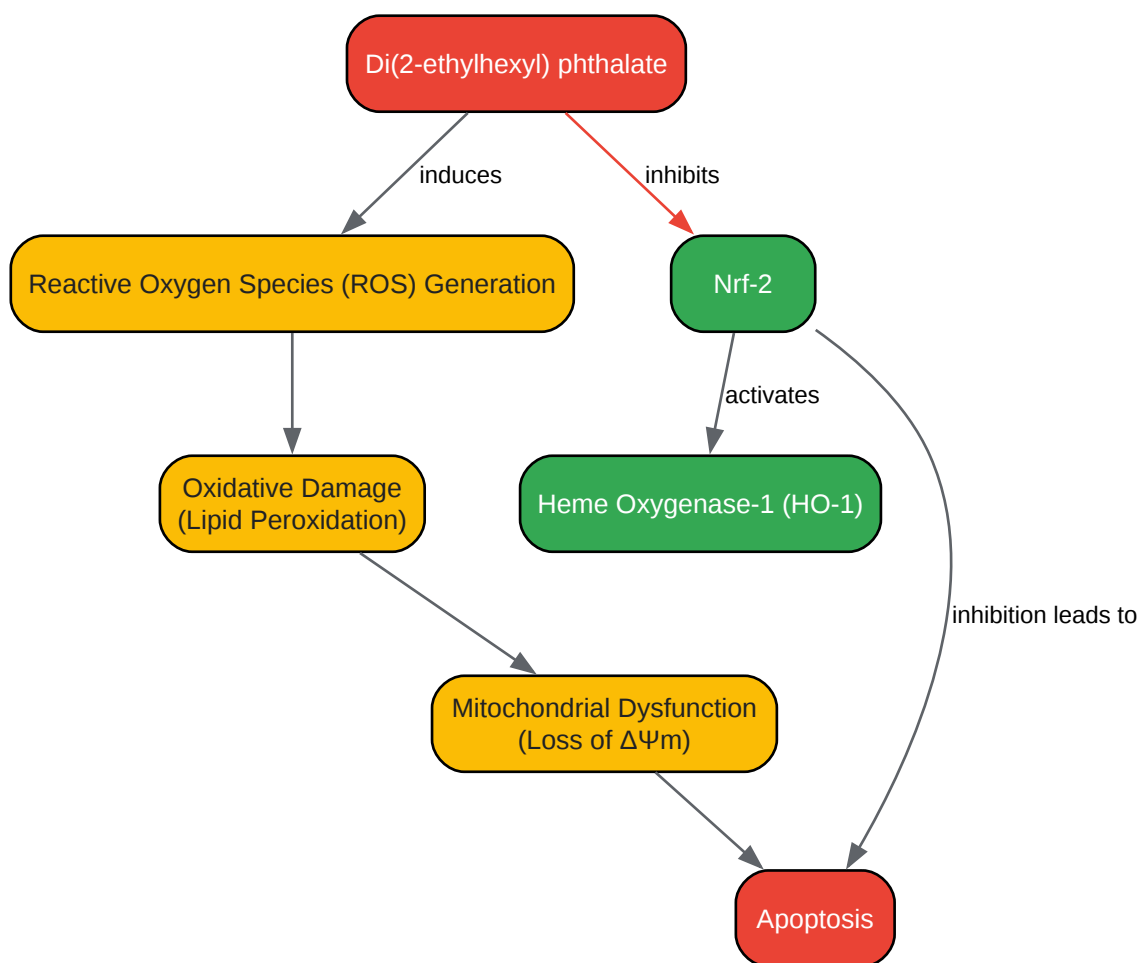 Di(2-ethylhexyl) phthalate
induces
inhibits
Reactive Oxygen Species (ROS) Generation
Nrf-2
activates
Oxidative Damage
(Lipid Peroxidation)
Heme Oxygenase-1 (HO-1)
inhibition leads to
Mitochondrial Dysfunction
(Loss of ΔΨm)
Apoptosis